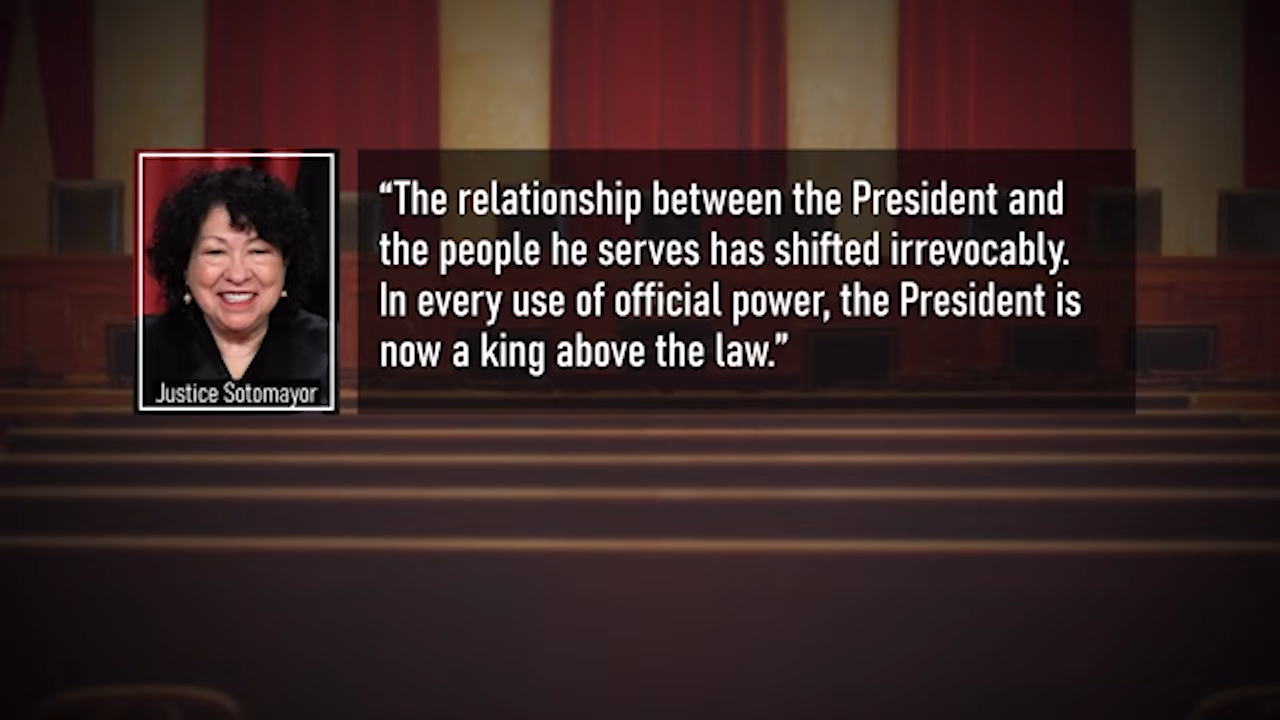 “The relationship between the President and
the people he serves has shifted irrevocably.
In every use of official power, the President is
now a king above the law.”
Justice Sotomayor